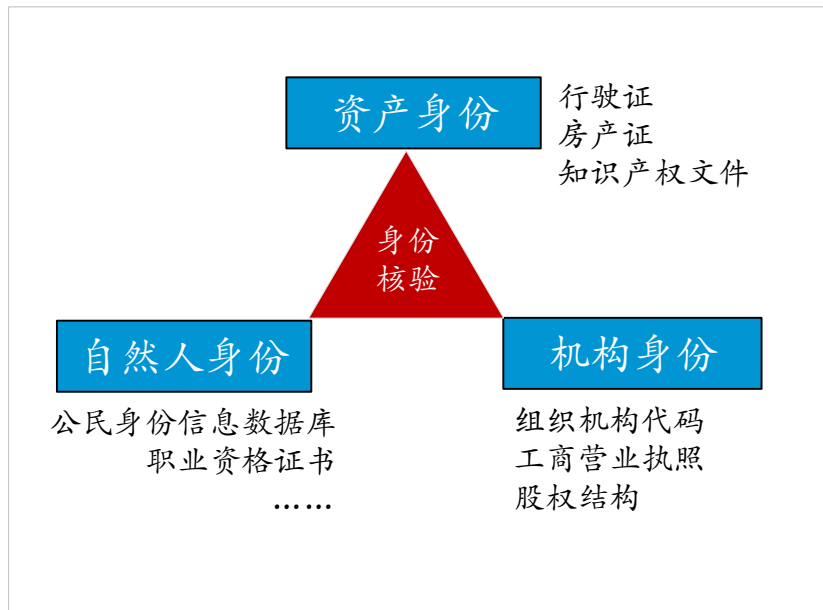 资产身份
行驶证
房产证
知识产权文件
身份
核验
自然人身份
机构身份
公民身份信息数据库
职业资格证书
……
组织机构代码
工商营业执照
股权结构